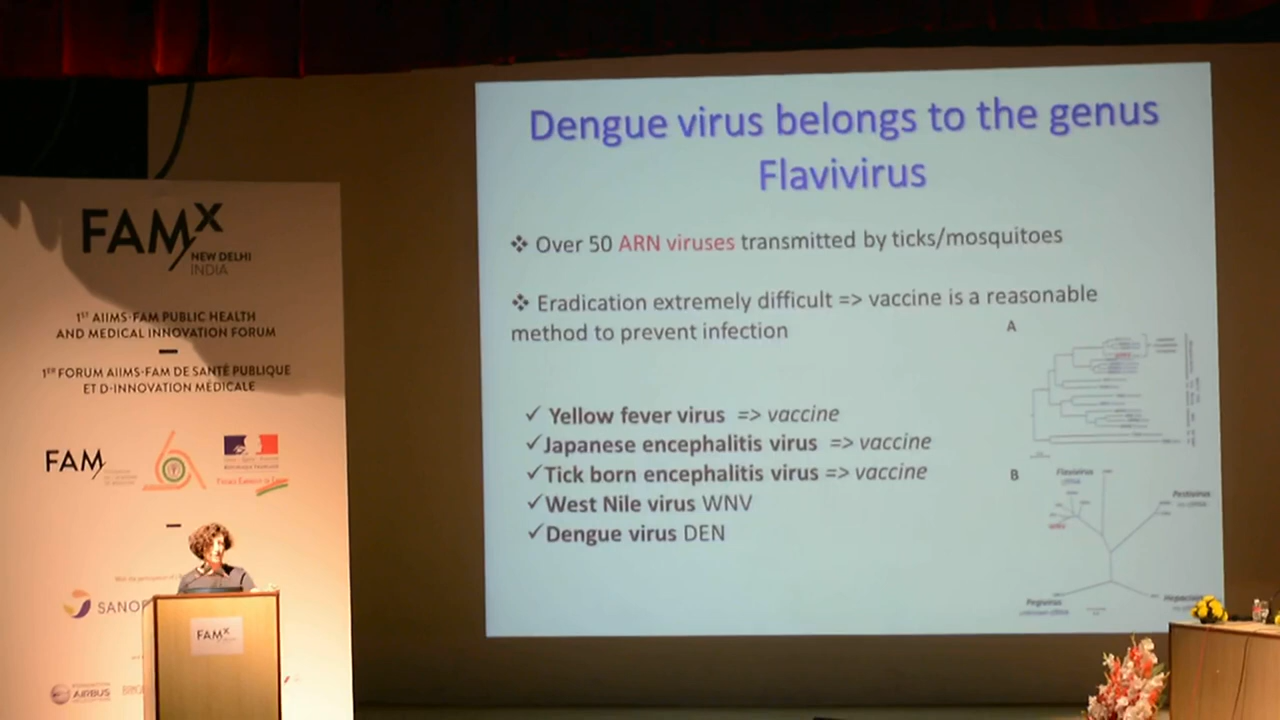 FAMX
NEW DELHI
INDIA
1ST AIIMS-FAM PUBLIC HEALTH
AND MEDICAL INNOVATION FORUM
1ER FORUM AIIMS-FAM DE SANTÉ PUBLIQUE
ET D-INNOVATION MÉDICALE
FAM
SANOF
AIRBUS
FAMX
Dengue virus belongs to the genus
Flavivirus
❖ Over 50 ARN viruses transmitted by ticks/mosquitoes
❖ Eradication extremely difficult => vaccine is a reasonable
method to prevent infection
✓ Yellow fever virus => vaccine
✓ Japanese encephalitis virus => vaccine
✓ Tick born encephalitis virus => vaccine
✓ West Nile virus WNV
✓ Dengue virus DEN
A
B
Flavivirus
Pestivirus
Pegivirus